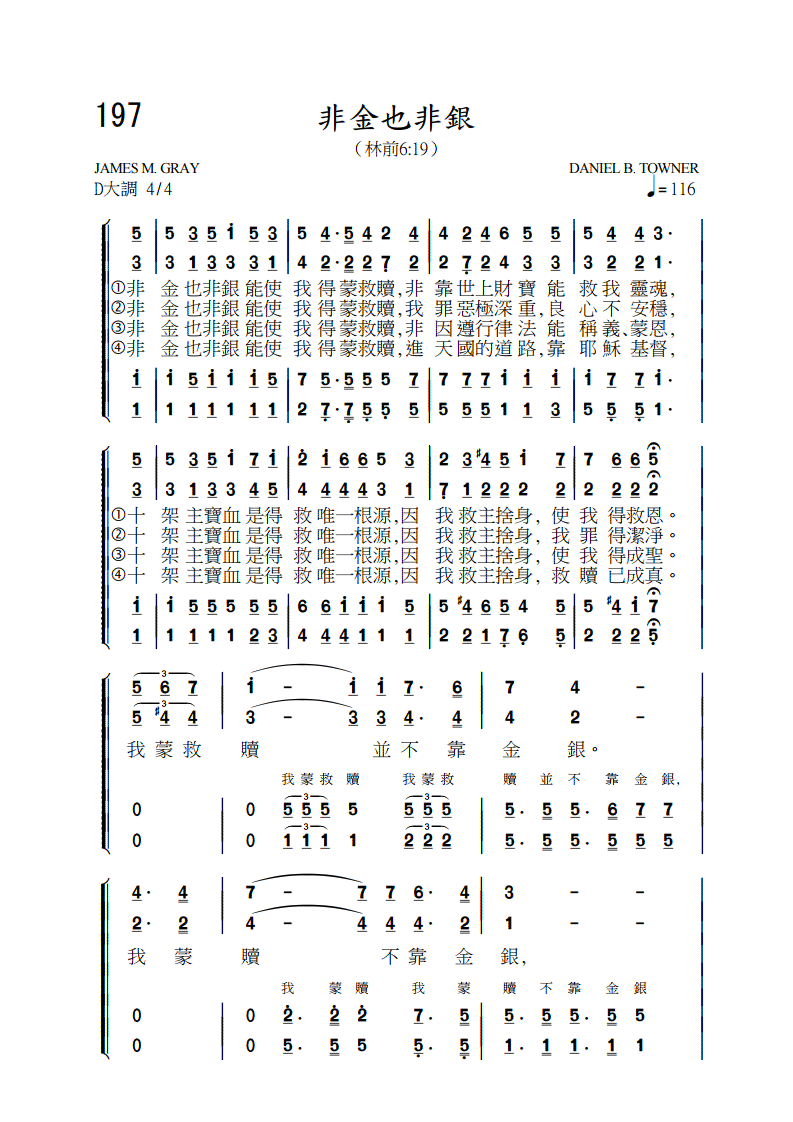 197
非金也非銀
（林前6:19）
JAMES M. GRAY DANIEL B. TOWNER
D大調 4/4 ♩=116
5 | 5 3 5 i 5 3 | 5 4· 5 4 2 4 | 4 2 4 6 5 5 | 5 4 4 3· |
3 | 3 1 3 3 3 1 | 4 2· 2 2 7 2 | 2 7 2 4 3 3 | 3 2 2 1· |
①非 金也非銀能使 我得蒙救贖,非 靠世上財寶能 救我靈魂,
②非 金也非銀能使 我得蒙救贖,我 罪惡極深重,良 心不安穩,
③非 金也非銀能使 我得蒙救贖,非 因遵行律法能 稱義、蒙恩,
④非 金也非銀能使 我得蒙救贖,進 天國的道路,靠 耶穌基督,
i | i 5 i i i 5 | 7 5· 5 5 5 7 | 7 7 7 i i i | i 7 7 i· |
1 | 1 1 1 1 1 1 | 2 7· 7 5 5 5 | 5 5 5 1 1 3 | 5 5 5 1· |
5 | 5 3 5 i 7 i | 2 i 6 6 5 3 | 2 3 #4 5 i 7 | 7 6 6 5 |
3 | 3 1 3 3 4 5 | 4 4 4 4 3 1 | 7 1 2 2 2 2 | 2 2 2 2 |
①十 架主寶血是得 救唯一根源,因 我救主捨身, 使 我得救恩。
②十 架主寶血是得 救唯一根源,因 我救主捨身, 我 罪得潔淨。
③十 架主寶血是得 救唯一根源,因 我救主捨身, 使 我得成聖。
④十 架主寶血是得 救唯一根源,因 我救主捨身, 救 贖已成真。
i | i 5 5 5 5 5 | 6 6 i i i 5 | 5 #4 6 5 4 5 | 5 #4 i 7 |
1 | 1 1 1 1 2 3 | 4 4 4 1 1 5 | 2 2 1 7 6 5 | 2 2 2 5 |
3
5 6 7 | i – i i 7· 6 | 7 4 – |
3
5 #4 4 | 3 – 3 3 4· 4 | 4 2 – |
我蒙救 贖 並不靠 金 銀。
我蒙救贖 我蒙救 贖並不靠金銀,
3 3
0 | 0 5 5 5 5 5 5 5 | 5· 5 5· 6 7 7 |
3 3
0 | 0 1 1 1 1 2 2 2 | 5· 5 5· 5 5 5 |
4· 4 | 7 – 7 7 6· 4 | 3 – – |
2· 2 | 4 – 4 4 4· 2 | 1 – – |
我 蒙 贖 不靠 金 銀,
我 蒙贖 我 蒙 贖 不靠 金銀
0 | 0 2· 2 2 7· 5 | 5· 5 5· 5 5 |
0 | 0 5· 5 5 5· 5 | 1· 1 1· 1 1 |